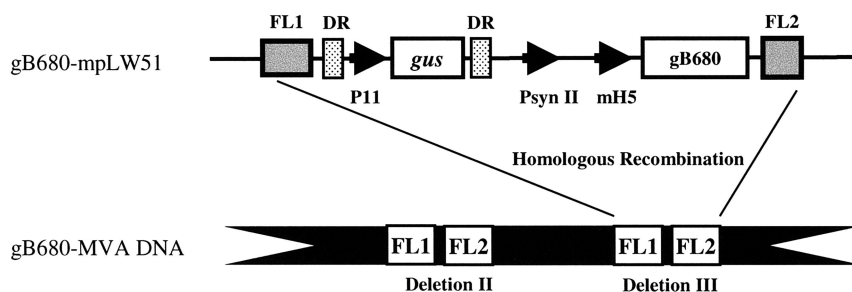 FL1 DR DR FL2
gB680-mpLW51
gus gB680
P11 Psyn II mH5
Homologous Recombination
gB680-MVA DNA
FL1 FL2 FL1 FL2
Deletion II Deletion III